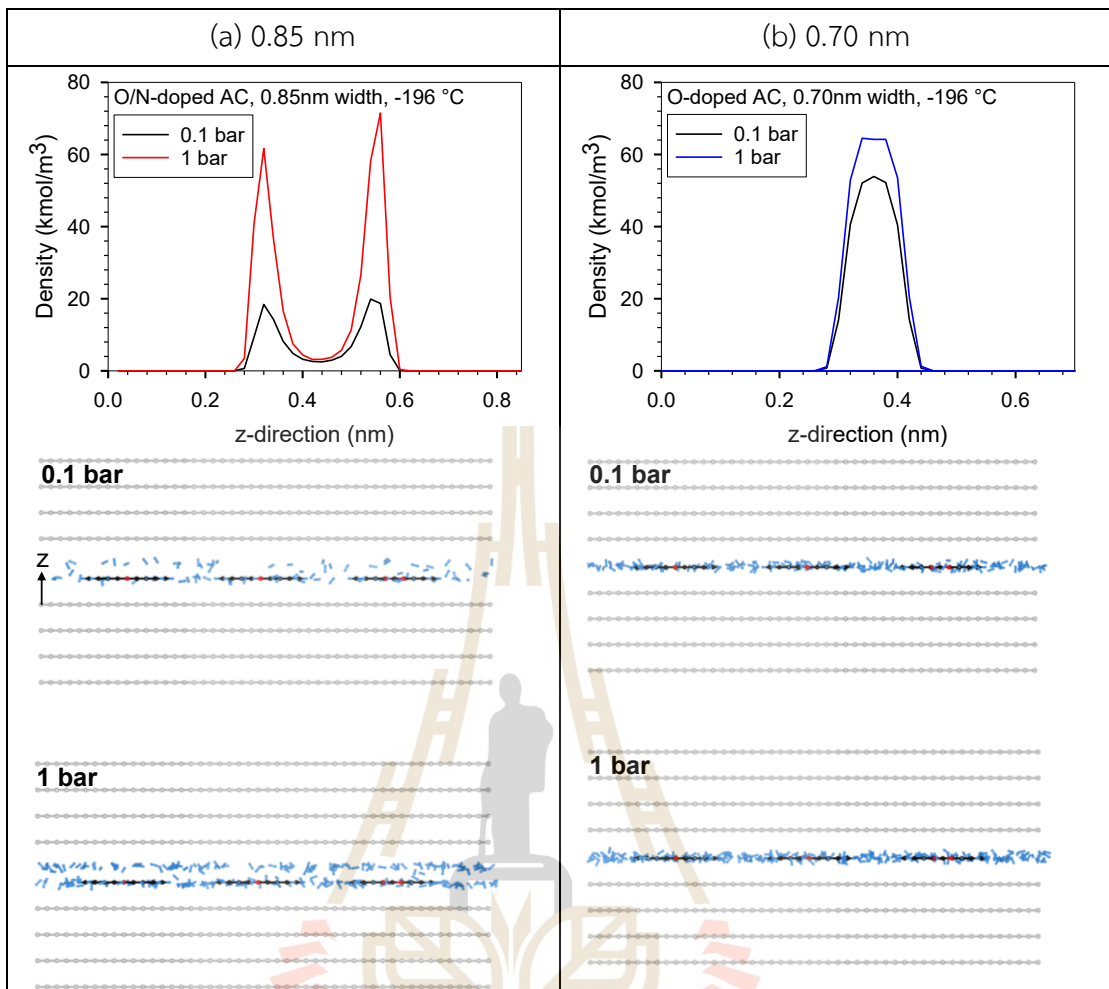 (a) 0.85 nm
(b) 0.70 nm
80
60
40
20
0
Density (kmol/m³)
O/N-doped AC, 0.85nm width, -196 °C
0.1 bar
1 bar
0.0 0.2 0.4 0.6 0.8
z-direction (nm)
80
60
40
20
0
Density (kmol/m³)
O-doped AC, 0.70nm width, -196 °C
0.1 bar
1 bar
0.0 0.2 0.4 0.6
z-direction (nm)
0.1 bar
z
1 bar
0.1 bar
1 bar